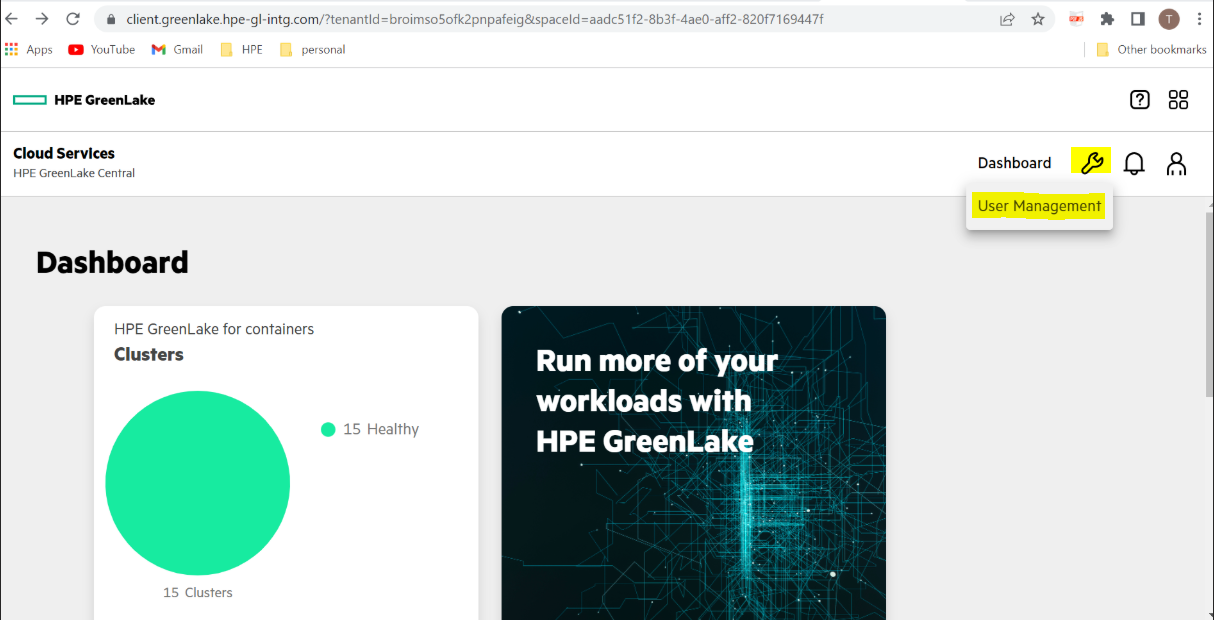 client.greenlake.hpe-gl-intg.com/?tenantId=broimso5ofk2pnpafeig&spaceId=aadc51f2-8b3f-4ae0-aff2-820f7169447f
T
Apps YouTube Gmail HPE personal Other bookmarks
HPE GreenLake
Cloud Services
HPE GreenLake Central
Dashboard
User Management
Dashboard
HPE GreenLake for containers
Clusters
15 Healthy
15 Clusters
Run more of your
workloads with
HPE GreenLake